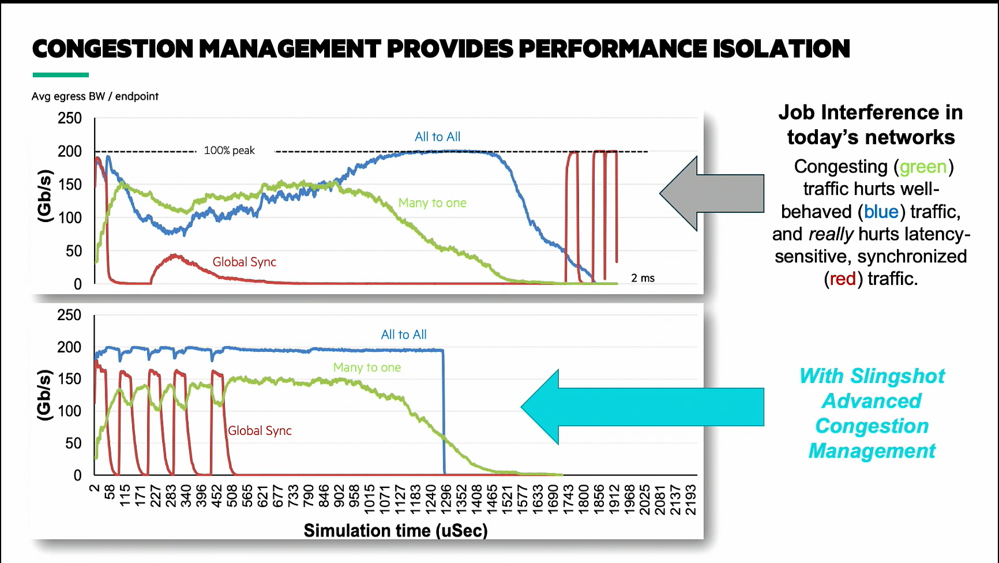 CONGESTION MANAGEMENT PROVIDES PERFORMANCE ISOLATION
Avg egress BW / endpoint
250
200
150
100
50
0
(Gb/s)
100% peak
All to All
Many to one
Global Sync
2 ms
Job Interference in
today's networks
Congesting (green)
traffic hurts well-
behaved (blue) traffic,
and really hurts latency-
sensitive, synchronized
(red) traffic.
250
200
150
100
50
0
(Gb/s)
All to All
Many to one
Global Sync
With Slingshot
Advanced
Congestion
Management
2 58 115 171 227 283 340 396 452 508 565 621 677 733 790 846 902 958 1015 1071 1127 1183 1240 1296 1352 1408 1465 1521 1577 1633 1690 1743 1800 1856 1912 1968 2025 2081 2137 2193
Simulation time (uSec)